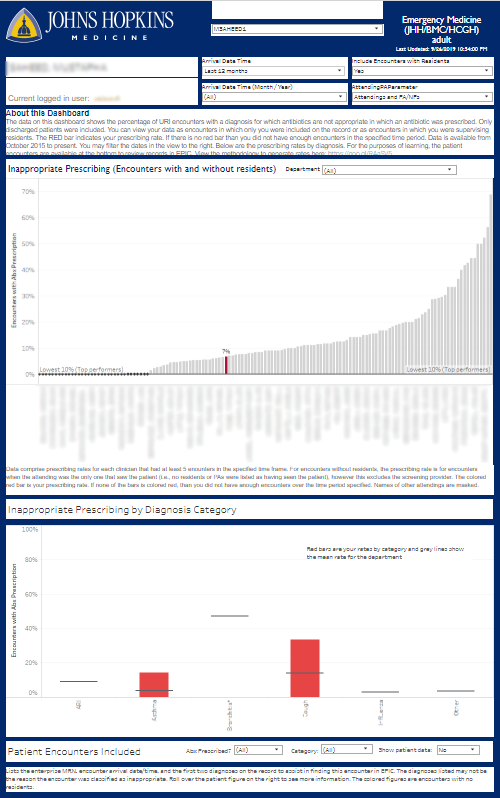 JOHNS HOPKINS
MEDICINE
MSAHEED1
Emergency Medicine
(JHH/BMC/HCGH)
adult
Last Updated: 9/26/2019 10:54:00 PM
Arrival Date Time
Last 12 months
Include Encounters with Residents
Yes
Current logged in user:
Arrival Date Time (Month / Year)
(All)
AttendingPAParameter
Attendings and PA/NPs
About this Dashboard
The data on this dashboard shows the percentage of URI encounters with a diagnosis for which antibiotics are not appropriate in which an antibiotic was prescribed. Only
discharged patients were included. You can view your data as encounters in which only you were included on the record or as encounters in which you were supervising
residents. The RED bar indicates your prescribing rate. If there is no red bar than you did not have enough encounters in the specified time period. Data is available from
October 2015 to present. You may filter the dates in the view to the right. Below are the prescribing rates by diagnosis. For the purposes of learning, the patient
encounters are available at the bottom to review records in EPIC. View the methodology to generate rates here:
Inappropriate Prescribing (Encounters with and without residents)
Department
(All)
70%
60%
50%
40%
30%
20%
10%
0%
Encounters with Abx Prescription
7%
Lowest 10% (Top performers)
Lowest 10% (Top performers)
Data comprise prescribing rates for each clinician that had at least 5 encounters in the specified time frame. For encounters without residents, the prescribing rate is for encounters
when the attending was the only one that saw the patient (i.e., no residents or PAs were listed as having seen the patient), however this excludes the screening provider. The colored
red bar is your prescribing rate. If none of the bars is colored red, than you did not have enough encounters over the time period specified. Names of other attendings are masked.
Inappropriate Prescribing by Diagnosis Category
100%
80%
60%
40%
20%
0%
Encounters with Abx Prescription
Red bars are your rates by category and grey lines show
the mean rate for the department
ARI
Asthma
Bronchitis*
Cough
Influenza
Other
Patient Encounters Included
Abx Prescribed?
(All)
Category:
(All)
Show patient data:
No
Lists the enterprise MRN, encounter arrival date/time, and the first two diagnoses on the record to assist in finding this encounter in EPIC. The diagnoses listed may not be
the reason the encounter was classified as inappropriate. Roll over the patient figure on the right to see more information. The colored figures are encounters with
residents.